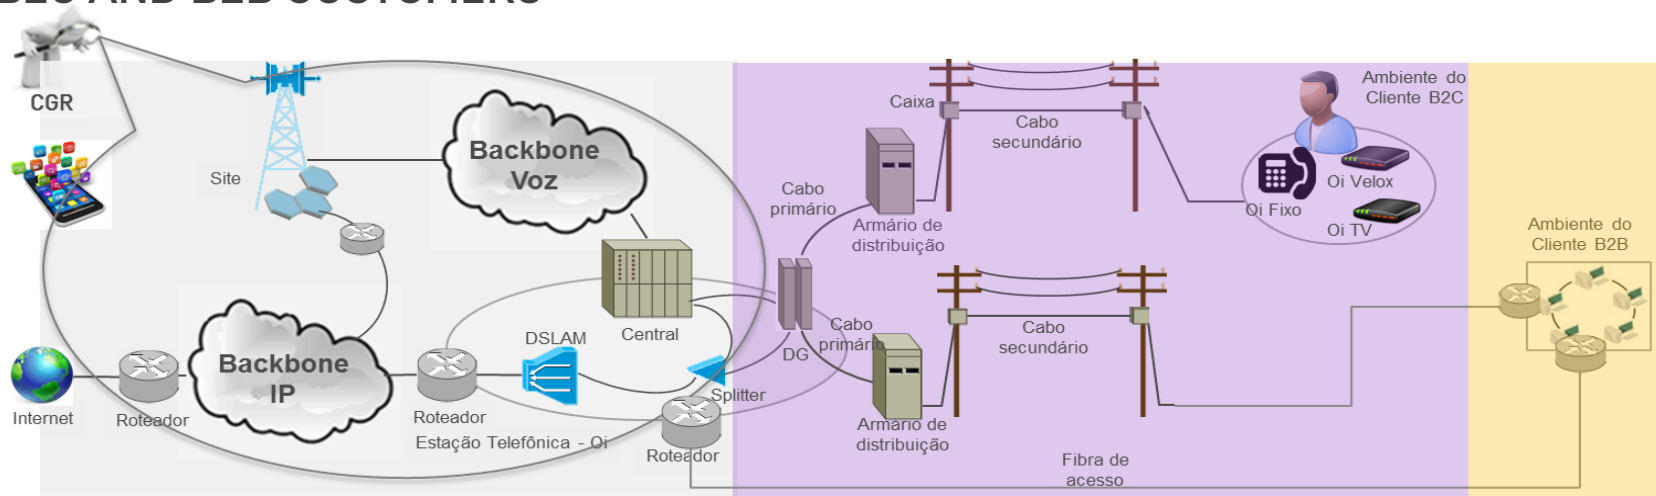 CGR
Site
Backbone
Voz
Central
DSLAM
Backbone
IP
Internet
Roteador
Roteador
Estação Telefônica - Oi
Splitter
Roteador
DG
Cabo
primário
Cabo
primário
Armário de
distribuição
Armário de
distribuição
Caixa
Cabo
secundário
Cabo
secundário
Fibra de
acesso
Ambiente do
Cliente B2C
Oi Velox
Oi Fixo
Oi TV
Ambiente do
Cliente B2B